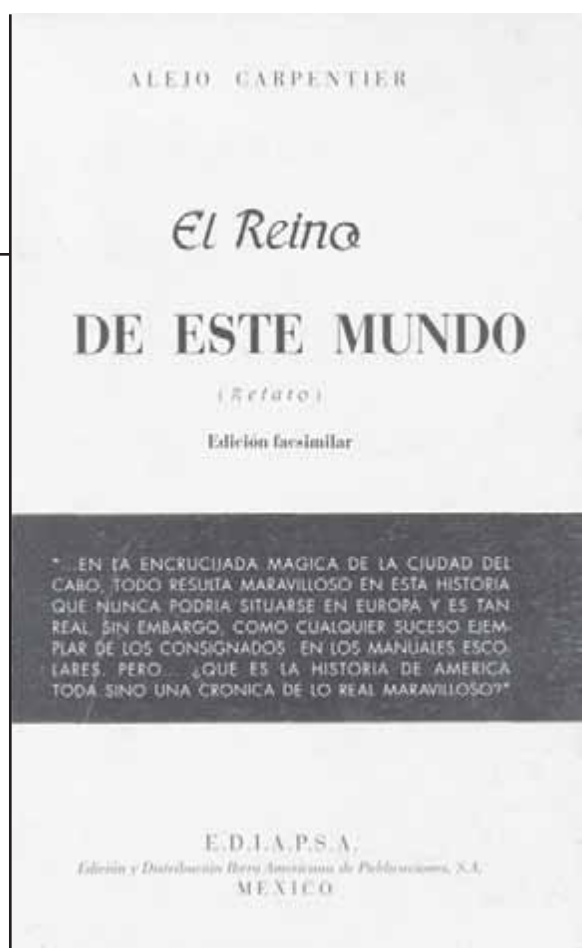 ALEJO CARPENTIER
El Reino
DE ESTE MUNDO
(Relato)
Edición facsimilar
"...EN LA ENCRUCIJADA MAGICA DE LA CIUDAD DEL
CABO, TODO RESULTA MARAVILLOSO EN ESTA HISTORIA
QUE NUNCA PODRIA SITUARSE EN EUROPA Y ES TAN
REAL, SIN EMBARGO, COMO CUALQUIER SUCESO EJEM-
PLAR DE LOS CONSIGNADOS EN LOS MANUALES ESCO-
LARES. PERO... ¿QUE ES LA HISTORIA DE AMERICA
TODA SINO UNA CRONICA DE LO REAL MARAVILLOSO?"
E.D.I.A.P.S.A.
Edición y Distribución Ibero Americana de Publicaciones, S.A.
MEXICO